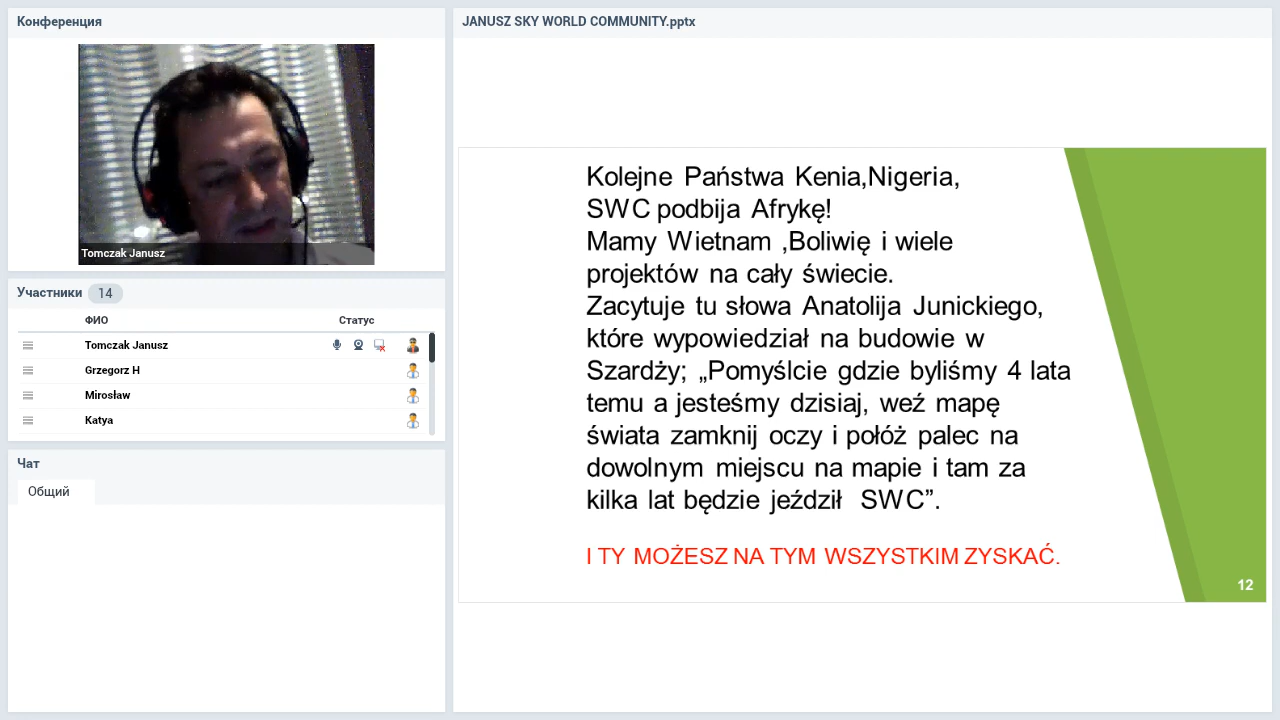 Конференция
Tomczak Janusz
Участники 14
ФИО Статус
Tomczak Janusz
Grzegorz H
Mirosław
Katya
Чат
Общий
JANUSZ SKY WORLD COMMUNITY.pptx
Kolejne Państwa Kenia,Nigeria,
SWC podbija Afrykę!
Mamy Wietnam ,Boliwię i wiele
projektów na cały świecie.
Zacytuje tu słowa Anatolija Junickiego,
które wypowiedział na budowie w
Szardży; „Pomyślcie gdzie byliśmy 4 lata
temu a jesteśmy dzisiaj, weź mapę
świata zamknij oczy i połóż palec na
dowolnym miejscu na mapie i tam za
kilka lat będzie jeździł SWC”.
I TY MOŻESZ NA TYM WSZYSTKIM ZYSKAĆ.
12